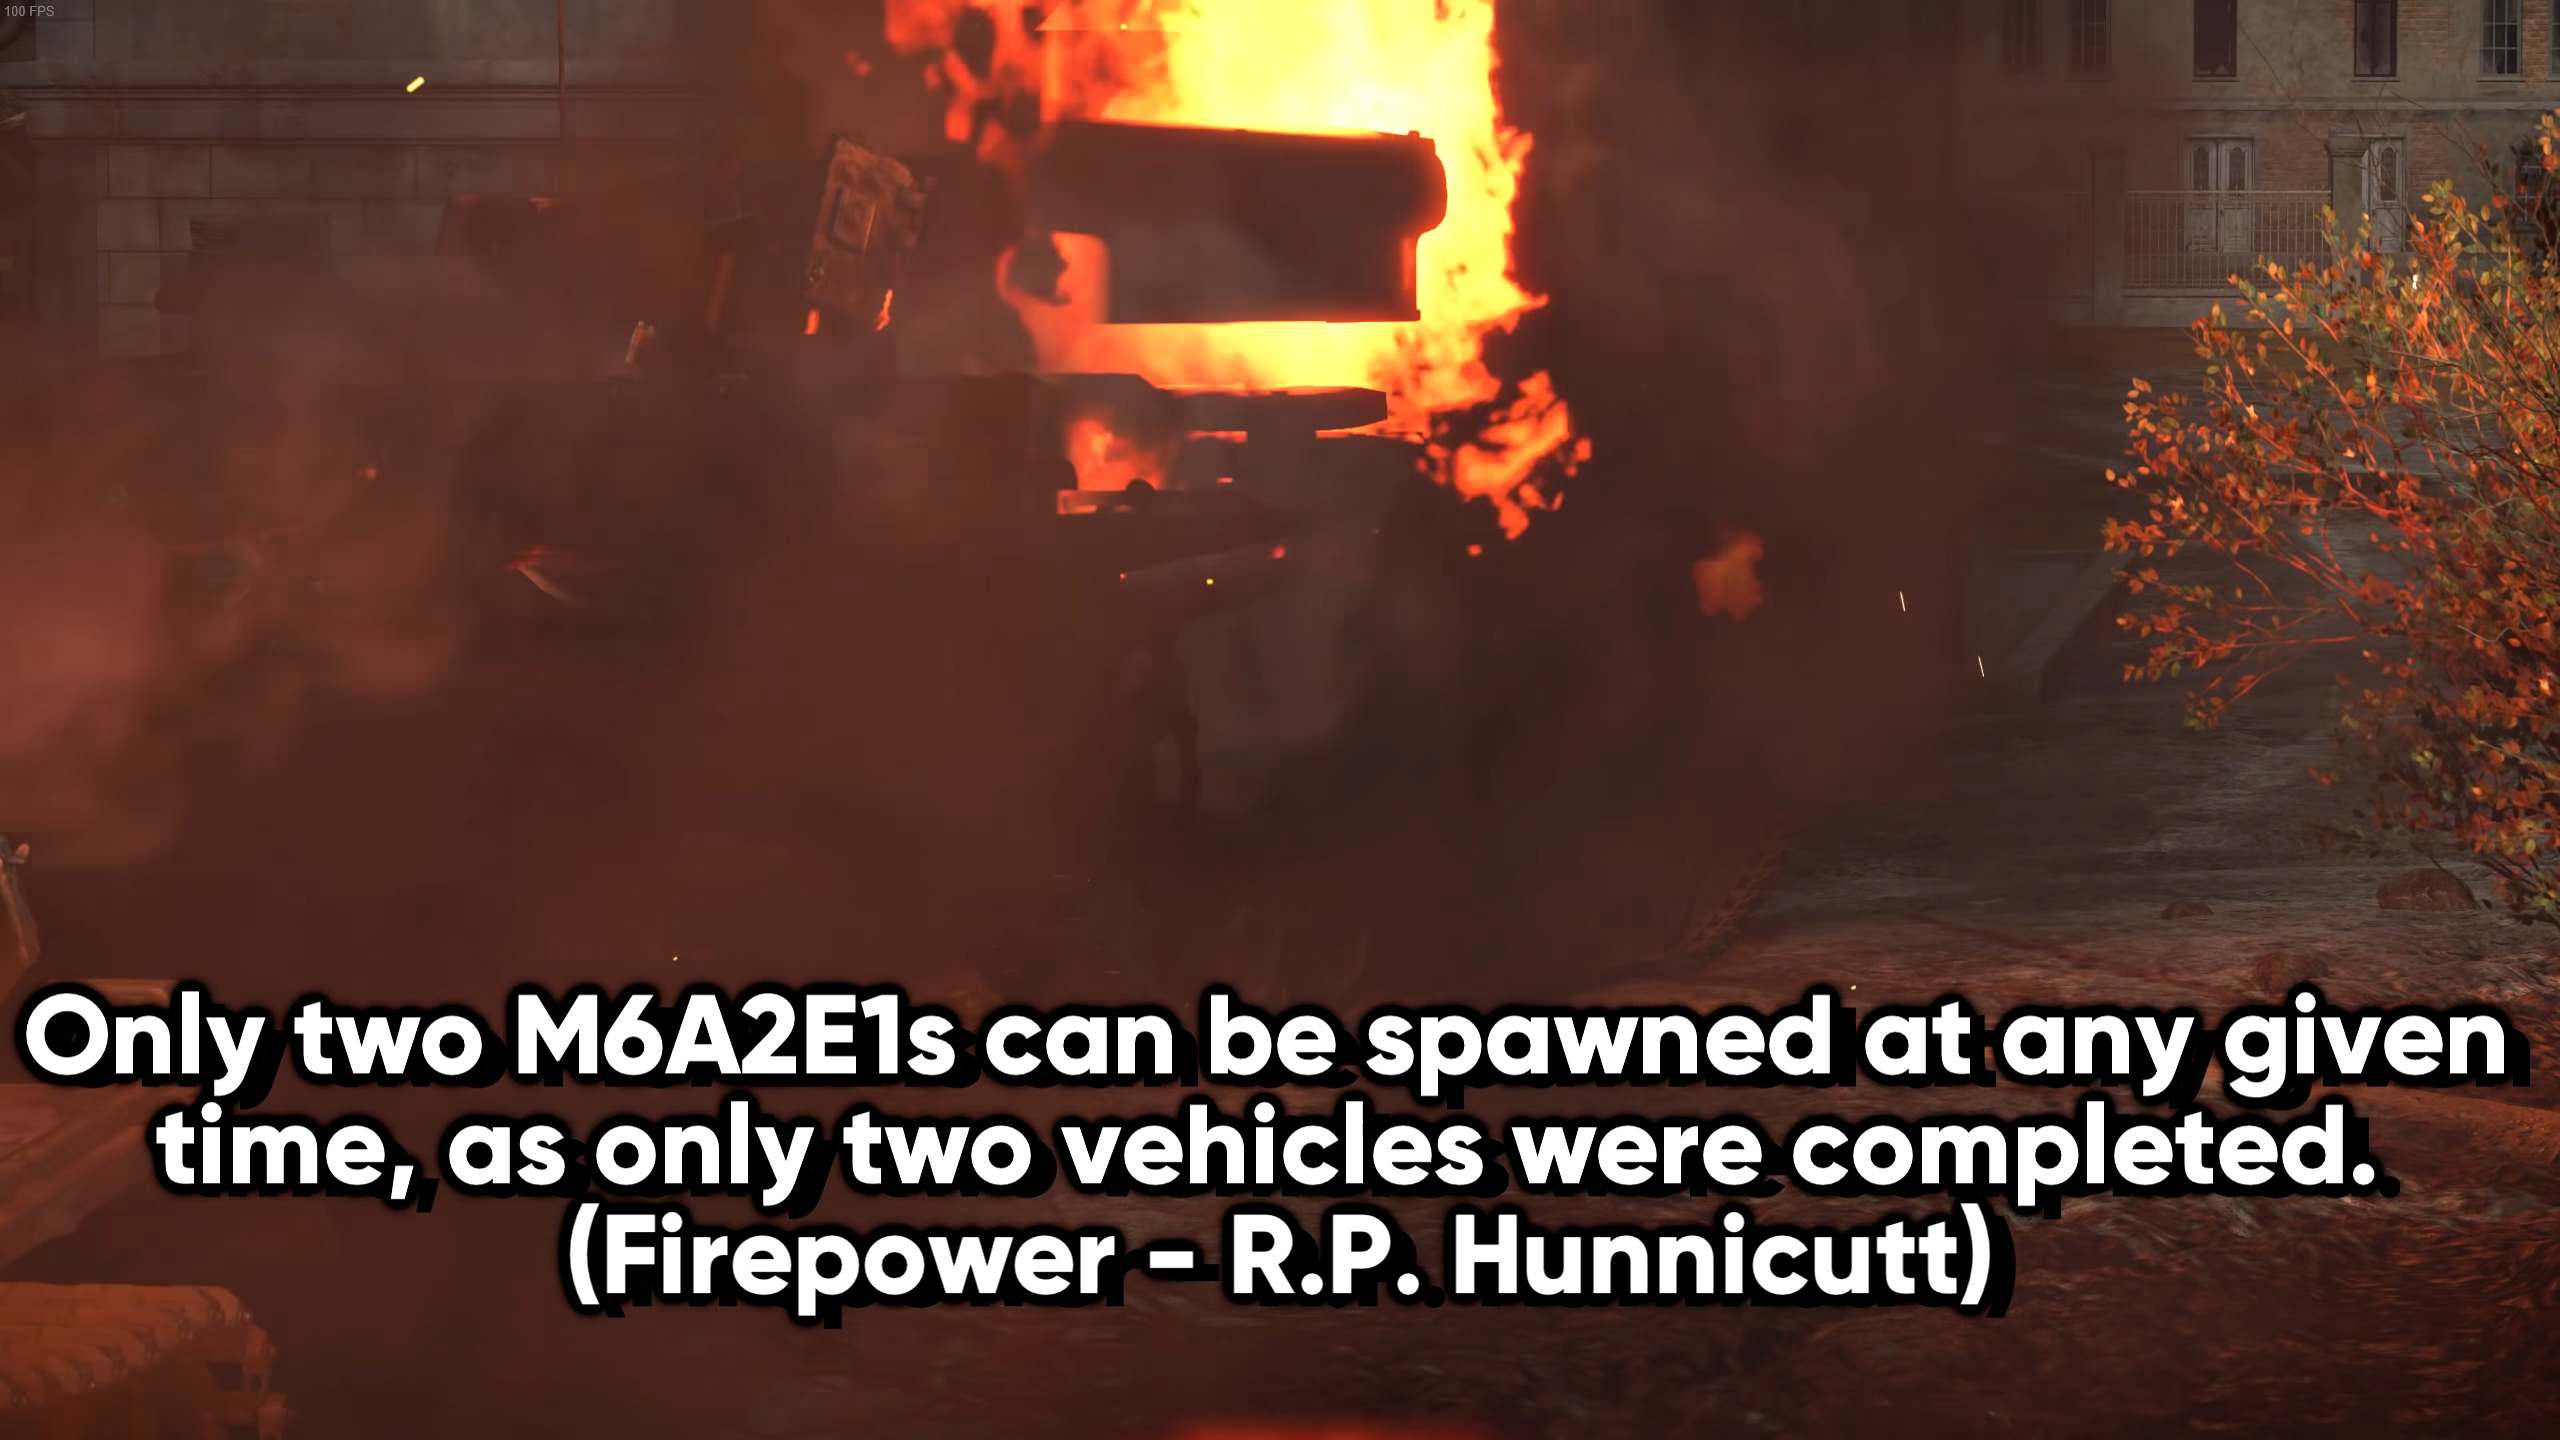 100 FPS
Only two M6A2E1s can be spawned at any given
time, as only two vehicles were completed.
(Firepower - R.P. Hunnicutt)